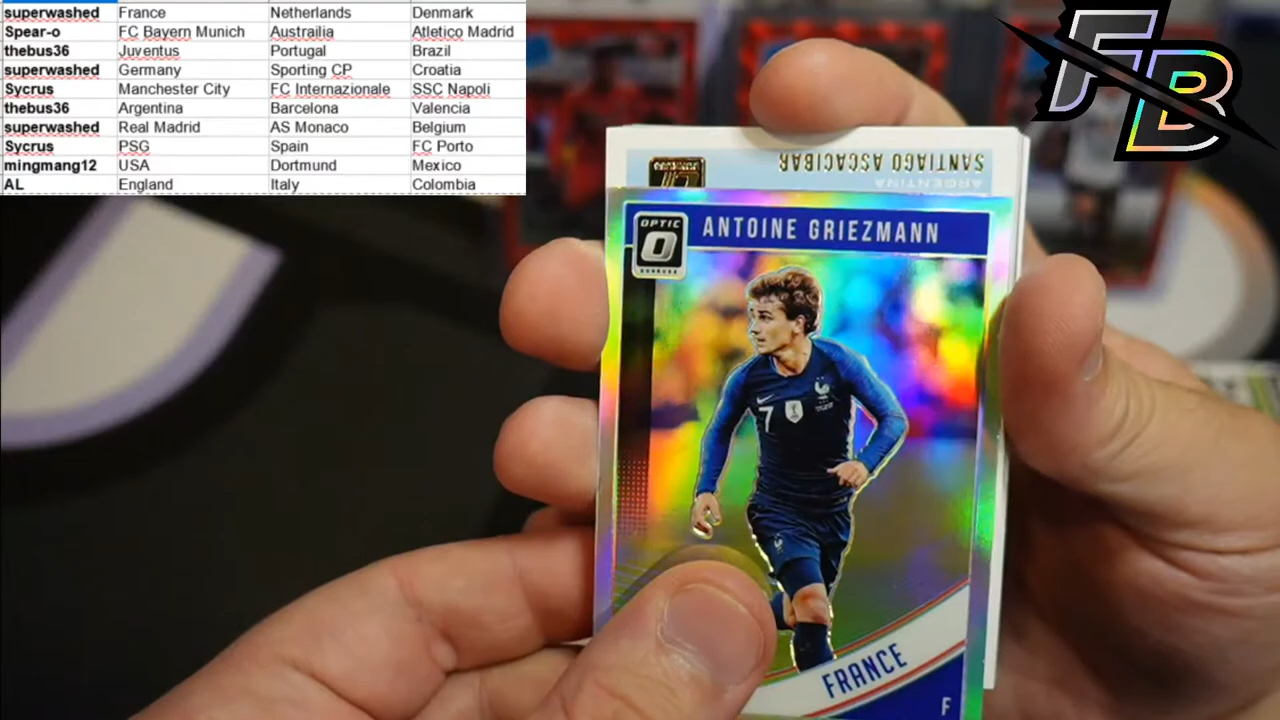 superwashed France Netherlands Denmark
Spear-o FC Bayern Munich Austrailia Atletico Madrid
thebus36 Juventus Portugal Brazil
superwashed Germany Sporting CP Croatia
Sycrus Manchester City FC Internazionale SSC Napoli
thebus36 Argentina Barcelona Valencia
superwashed Real Madrid AS Monaco Belgium
Sycrus PSG Spain FC Porto
mingmang12 USA Dortmund Mexico
AL England Italy Colombia
FB
ARGENTINA
SANTIAGO ASCACIBAR
OPTIC
DONRUSS
ANTOINE GRIEZMANN
7
FRANCE
F